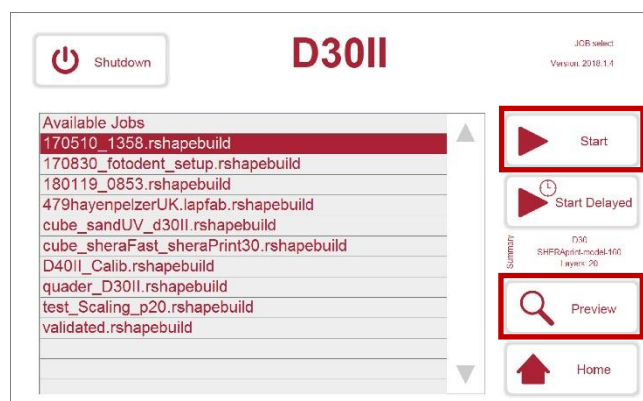 Shutdown
D30II
JOB select
Version: 2018.1.4
Available Jobs
170510_1358.rshapebuild
170830_fotodent_setup.rshapebuild
180119_0853.rshapebuild
479hayenpelzerUK.lapfab.rshapebuild
cube_sandUV_d30II.rshapebuild
cube_sheraFast_sheraPrint30.rshapebuild
D40II_Calib.rshapebuild
quader_D30II.rshapebuild
test_Scaling_p20.rshapebuild
validated.rshapebuild
Start
Start Delayed
Summary
D30
SHERAprint-model-160
Layers: 20
Preview
Home